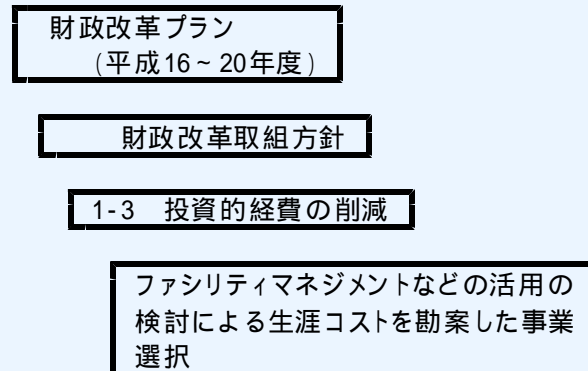 財政改革プラン
(平成16~20年度)
財政改革取組方針
1-3 投資的経費の削減
ファシリティマネジメントなどの活用の
検討による生涯コストを勘案した事業
選択